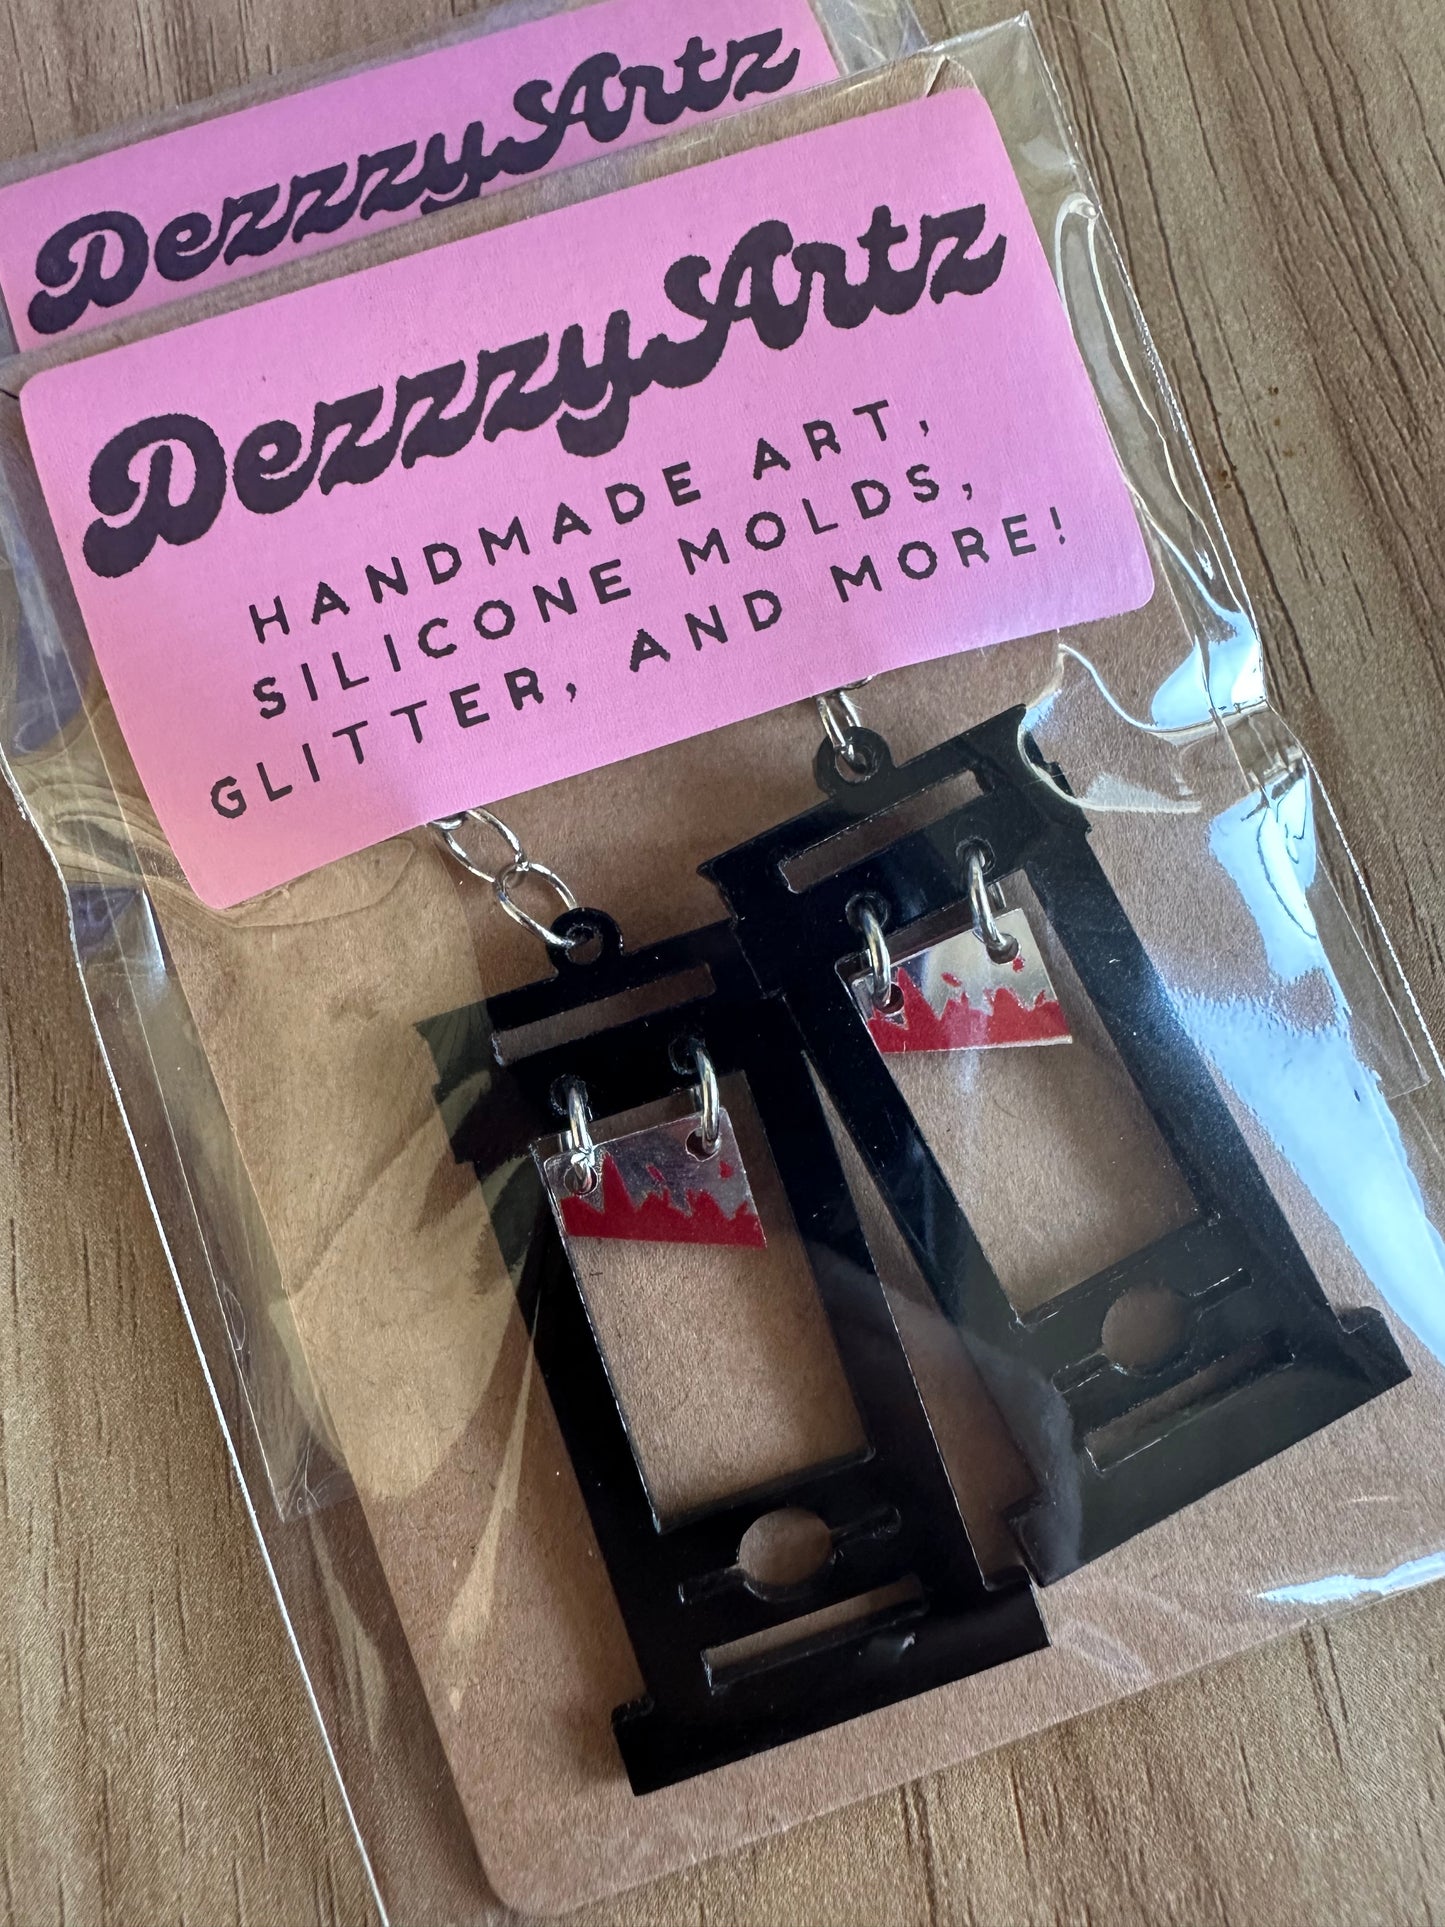 DezzzyArtz
DezzzyArtz
HANDMADE ART,
SILICONE MOLDS,
GLITTER, AND MORE!